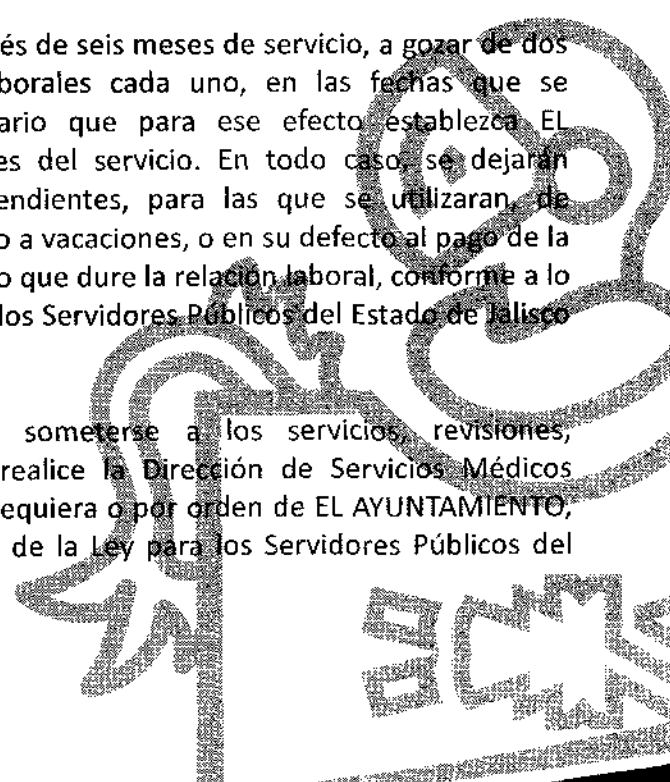 és de seis meses de servicio, a gozar de dos
borales cada uno, en las fechas que se
ario que para ese efecto establezca EL
es del servicio. En todo caso, se dejarán
endientes, para las que se utilizaran, de
o a vacaciones, o en su defecto al pago de la
o que dure la relación laboral, conforme a lo
los Servidores Públicos del Estado de Jalisco
someterse a los servicios, revisiones,
realice la Dirección de Servicios Médicos
equiera o por orden de EL AYUNTAMIENTO,
de la Ley para los Servidores Públicos del